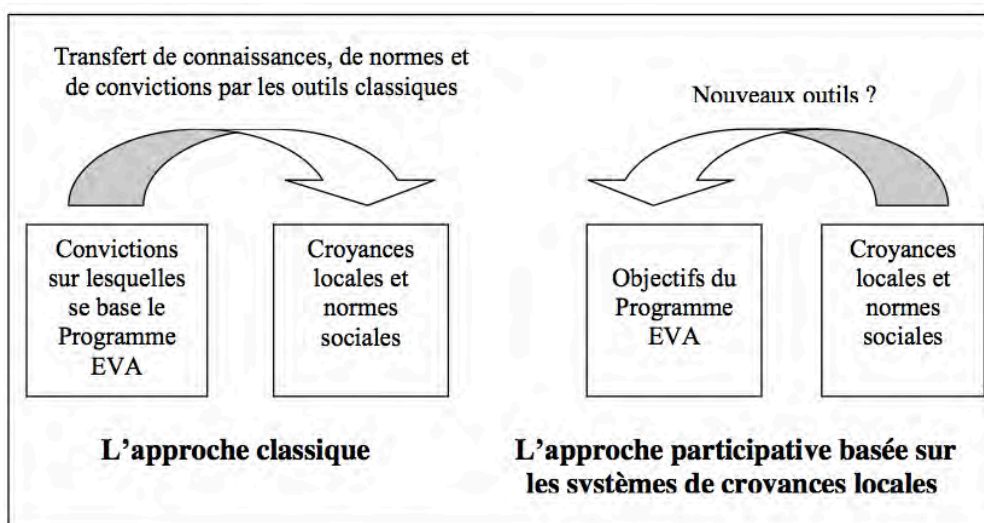 Transfert de connaissances, de normes et
de convictions par les outils classiques
Nouveaux outils ?
Convictions
sur lesquelles
se base le
Programme
EVA
Croyances
locales et
normes
sociales
Objectifs du
Programme
EVA
Croyances
locales et
normes
sociales
L'approche classique
L'approche participative basée sur
les systèmes de croyances locales